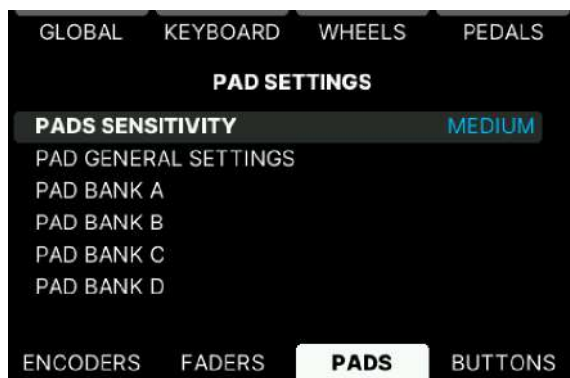 GLOBAL KEYBOARD WHEELS PEDALS
PAD SETTINGS
PADS SENSITIVITY MEDIUM
PAD GENERAL SETTINGS
PAD BANK A
PAD BANK B
PAD BANK C
PAD BANK D
ENCODERS FADERS PADS BUTTONS